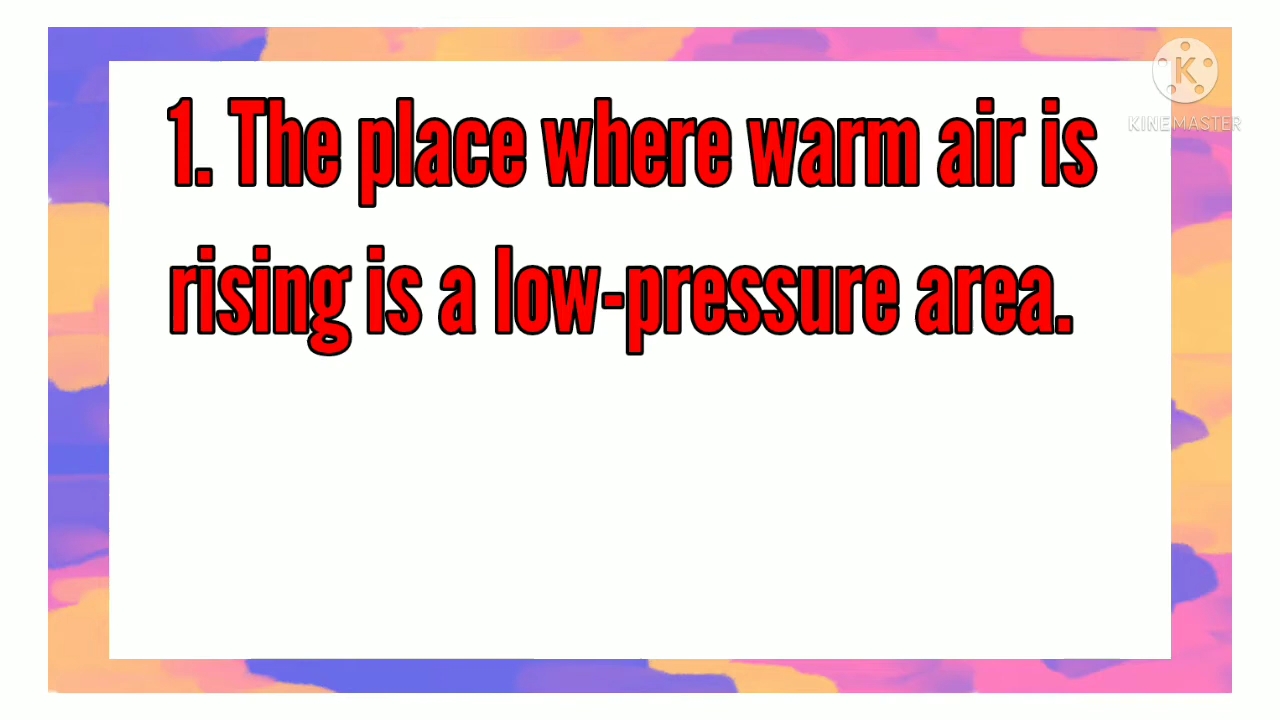 1. The place where warm air is
rising is a low-pressure area.
K
KINEMASTER